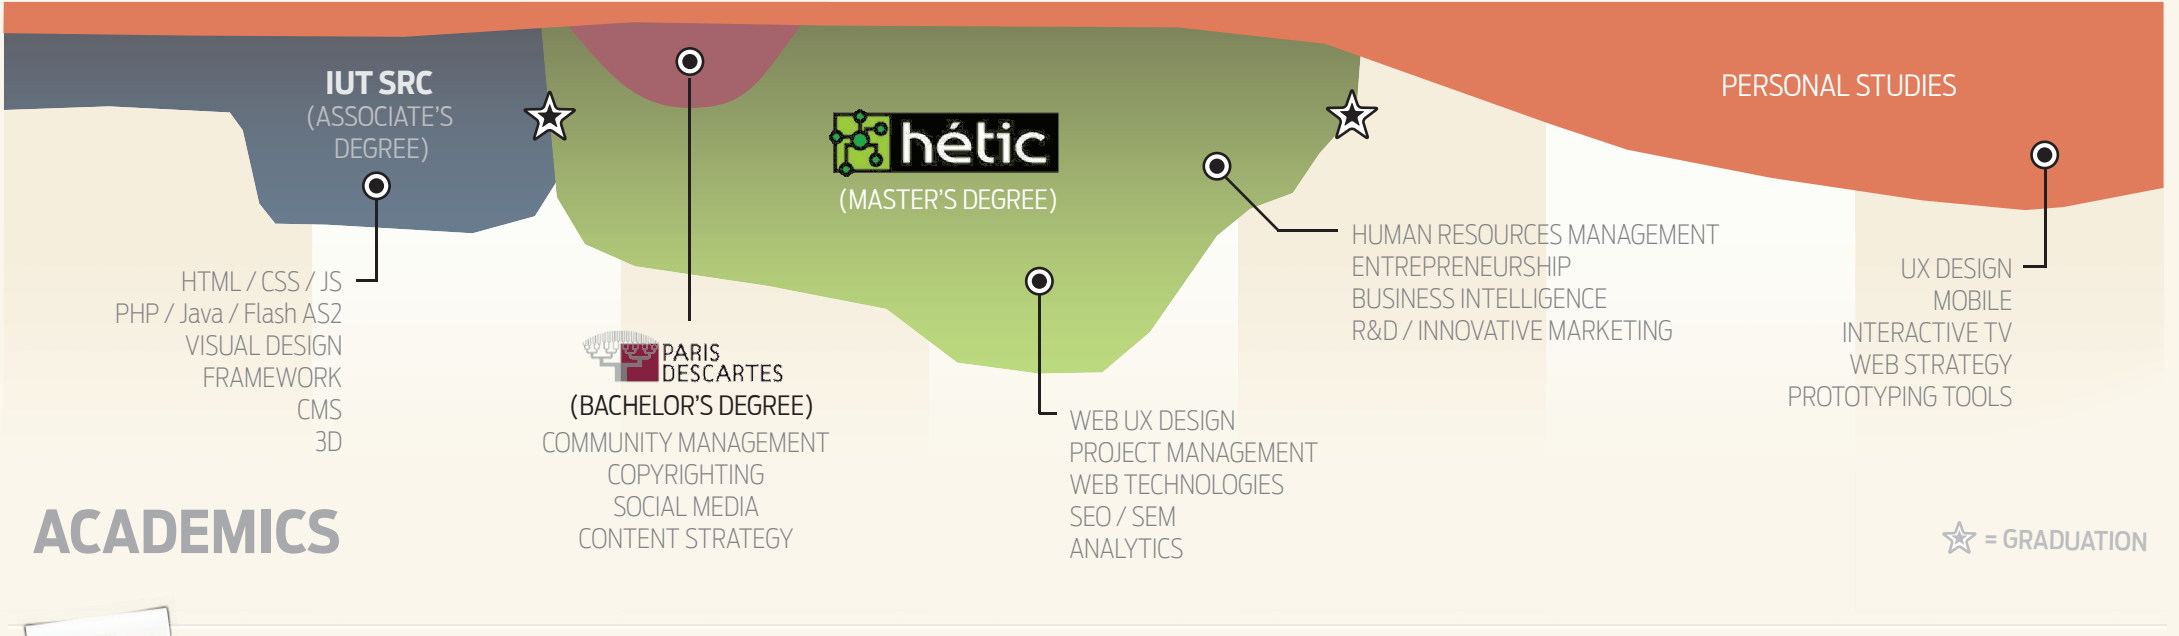 IUT SRC
(ASSOCIATE'S
DEGREE)
HTML / CSS / JS
PHP / Java / Flash AS2
VISUAL DESIGN
FRAMEWORK
CMS
3D
PARIS
DESCARTES
(BACHELOR'S DEGREE)
COMMUNITY MANAGEMENT
COPYRIGHTING
SOCIAL MEDIA
CONTENT STRATEGY
hétic
(MASTER'S DEGREE)
WEB UX DESIGN
PROJECT MANAGEMENT
WEB TECHNOLOGIES
SEO / SEM
ANALYTICS
HUMAN RESOURCES MANAGEMENT
ENTREPRENEURSHIP
BUSINESS INTELLIGENCE
R&D / INNOVATIVE MARKETING
PERSONAL STUDIES
UX DESIGN
MOBILE
INTERACTIVE TV
WEB STRATEGY
PROTOTYPING TOOLS
ACADEMICS
= GRADUATION